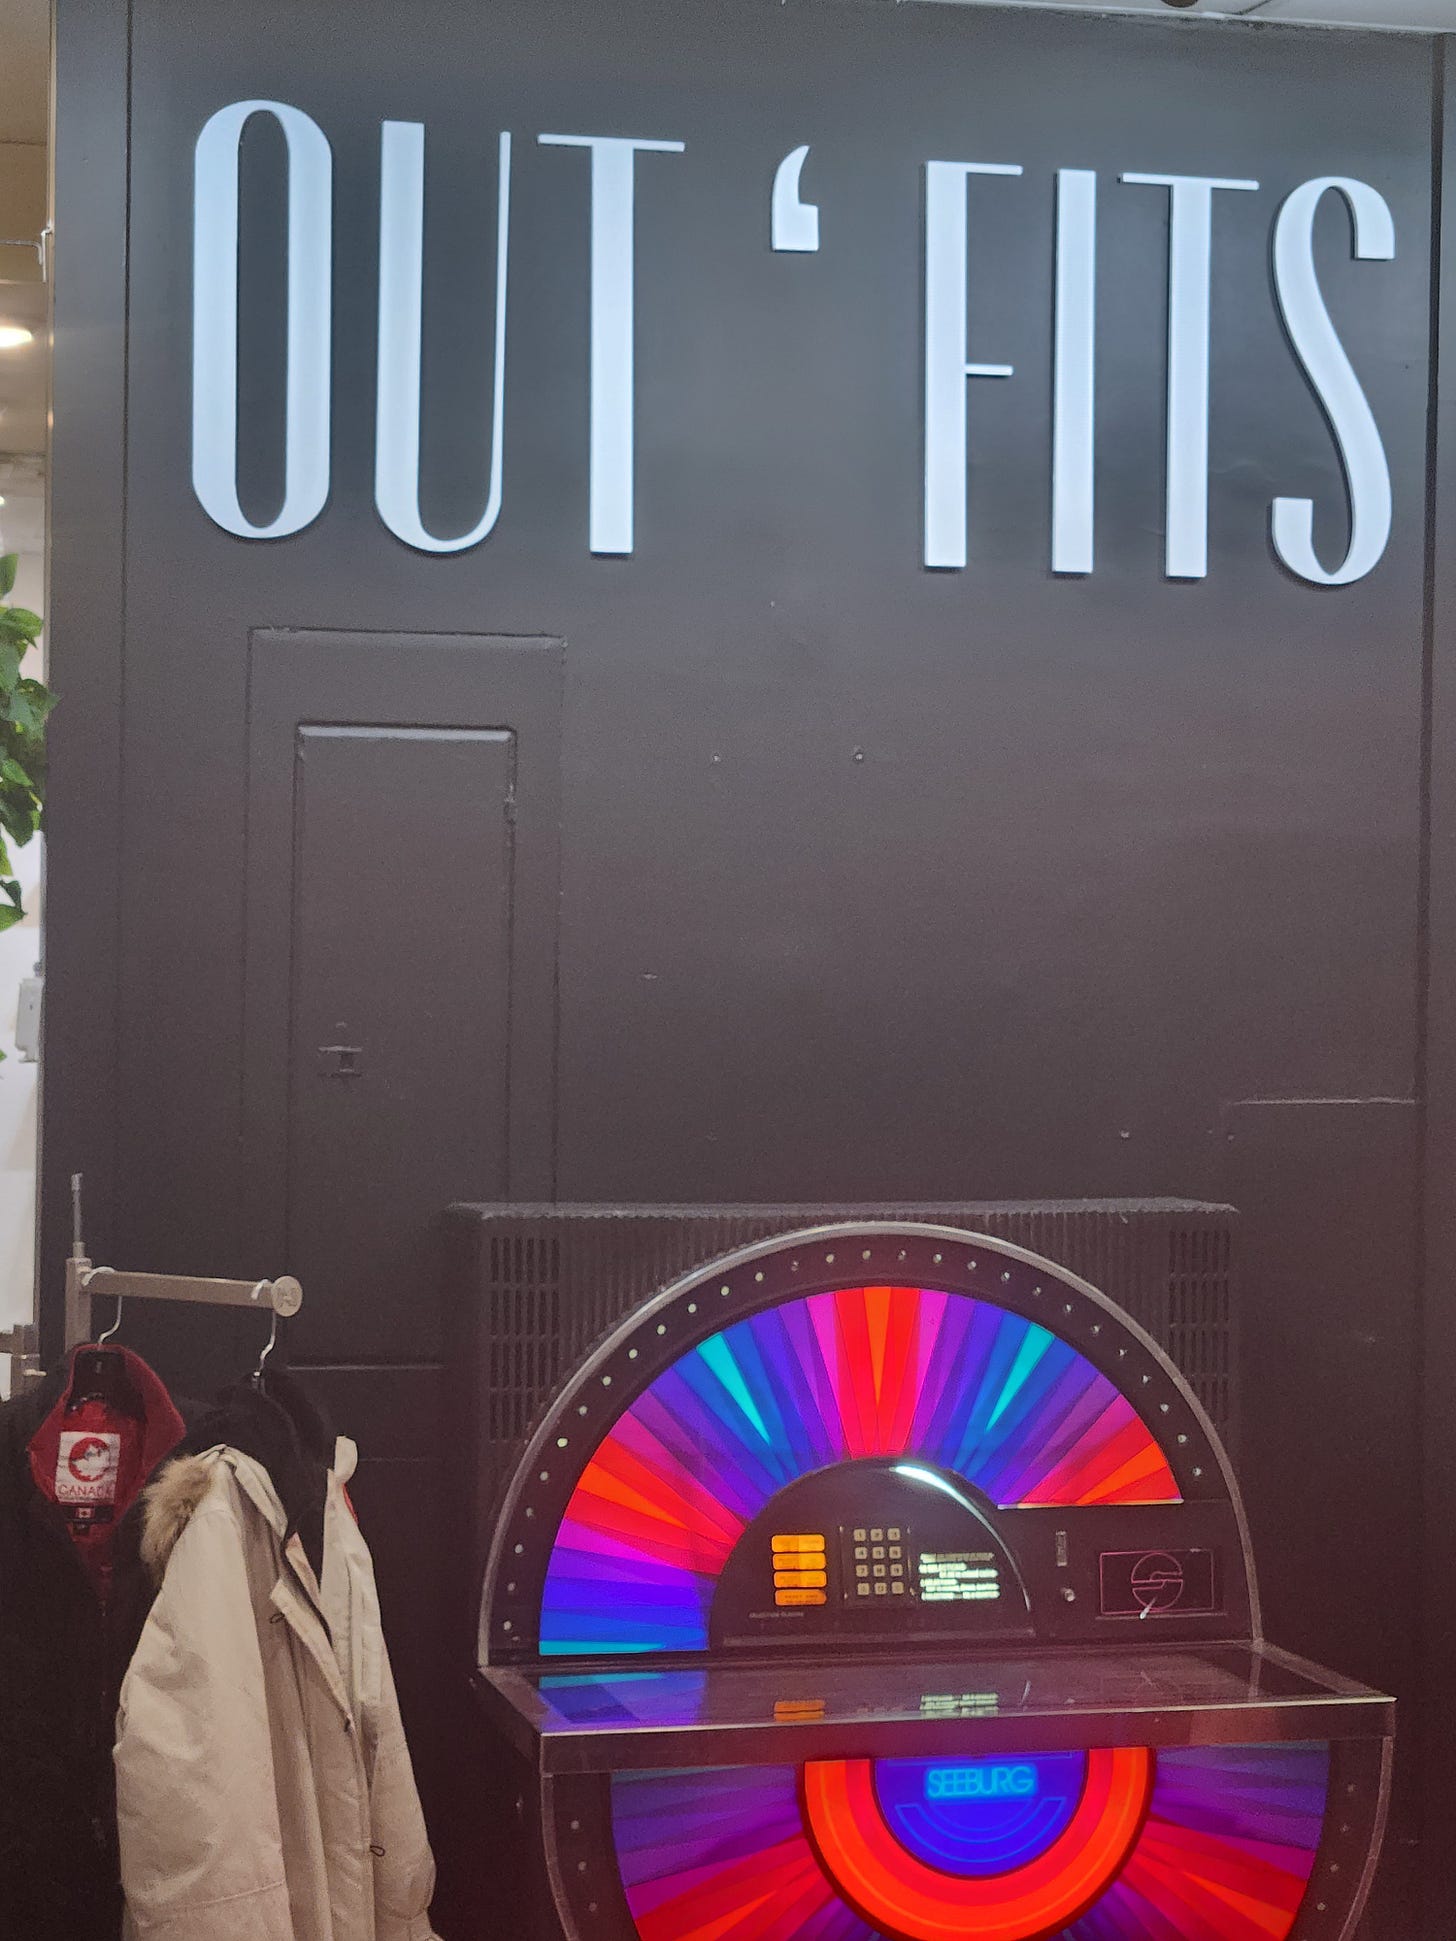 OUT ‘ FITS
CANADA
SEEBURG